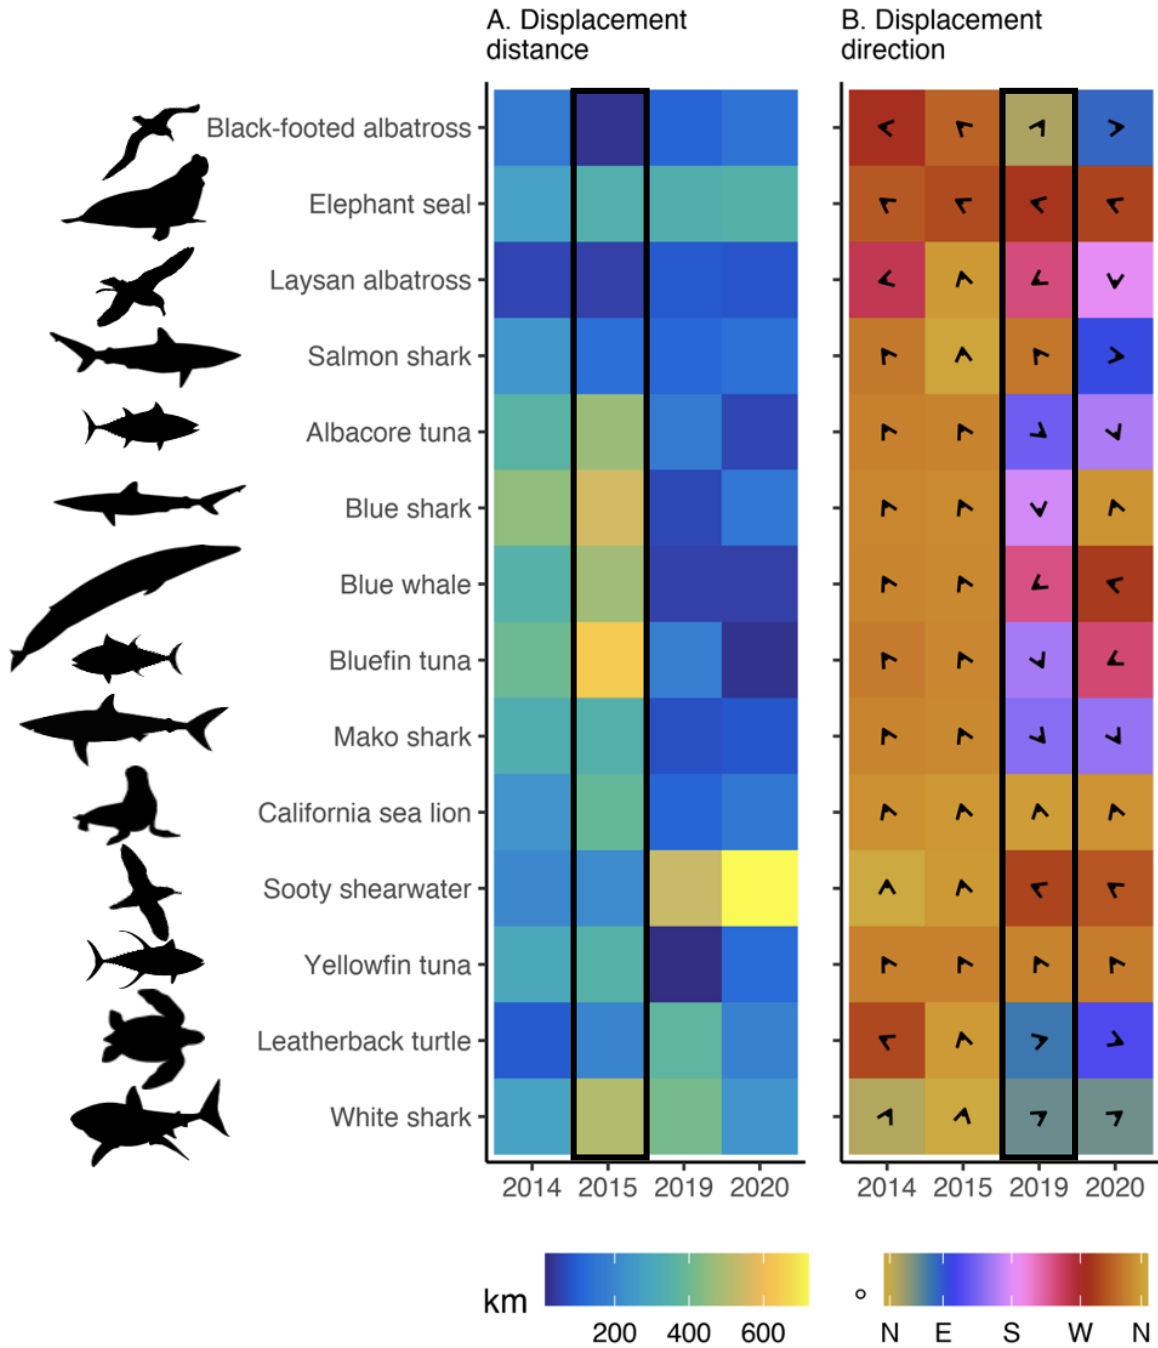 A. Displacement
distance
B. Displacement
direction
Black-footed albatross
Elephant seal
Laysan albatross
Salmon shark
Albacore tuna
Blue shark
Blue whale
Bluefin tuna
Mako shark
California sea lion
Sooty shearwater
Yellowfin tuna
Leatherback turtle
White shark
2014 2015 2019 2020
2014 2015 2019 2020
km
200 400 600
°
N E S W N